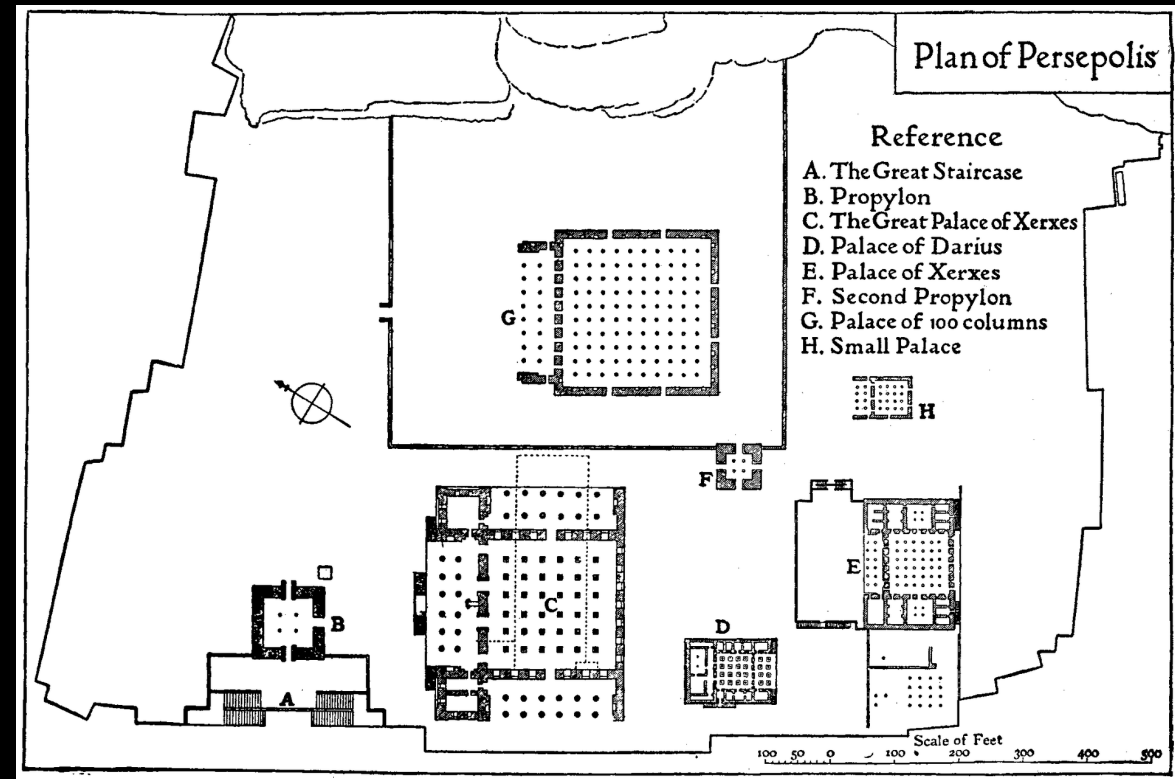 Plan of Persepolis
Reference
A. The Great Staircase
B. Propylon
C. The Great Palace of Xerxes
D. Palace of Darius
E. Palace of Xerxes
F. Second Propylon
G. Palace of 100 columns
H. Small Palace
G
H
F
E
C
B
D
A
Scale of Feet
100 50 0 100 200 300 400 500